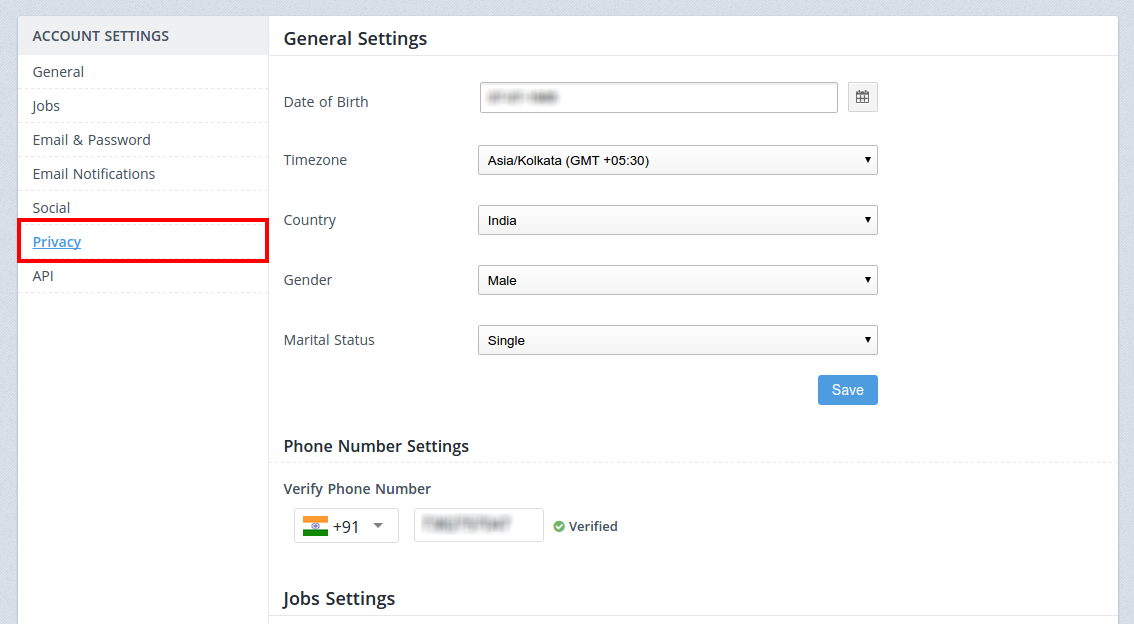 ACCOUNT SETTINGS
General
Jobs
Email & Password
Email Notifications
Social
Privacy
API
General Settings
Date of Birth
Timezone
Asia/Kolkata (GMT +05:30)
Country
India
Gender
Male
Marital Status
Single
Save
Phone Number Settings
Verify Phone Number
+91
Verified
Jobs Settings